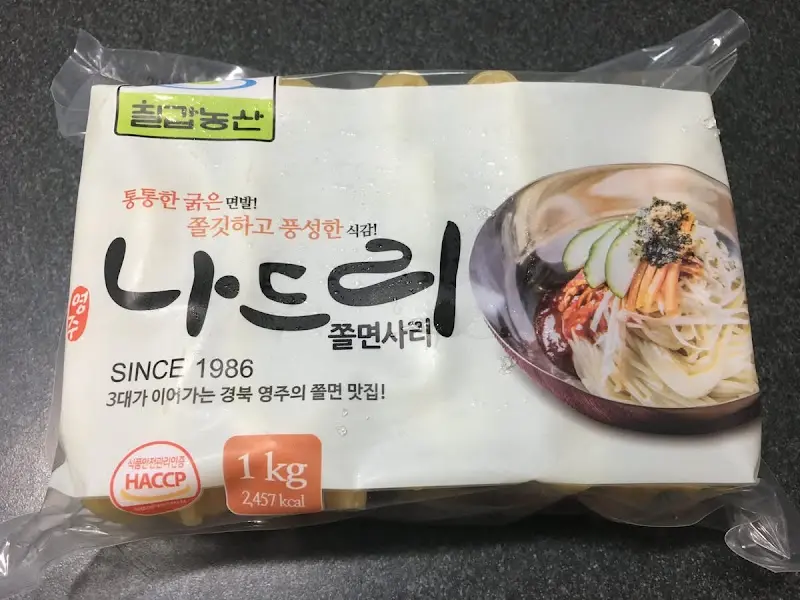 칠갑농산
통통한 굵은 면발!
쫄깃하고 풍성한 식감!
영주
나드리
쫄면사리
SINCE 1986
3대가 이어가는 경북 영주의 쫄면 맛집!
식품안전관리인증
HACCP
1 kg
2,457 kcal